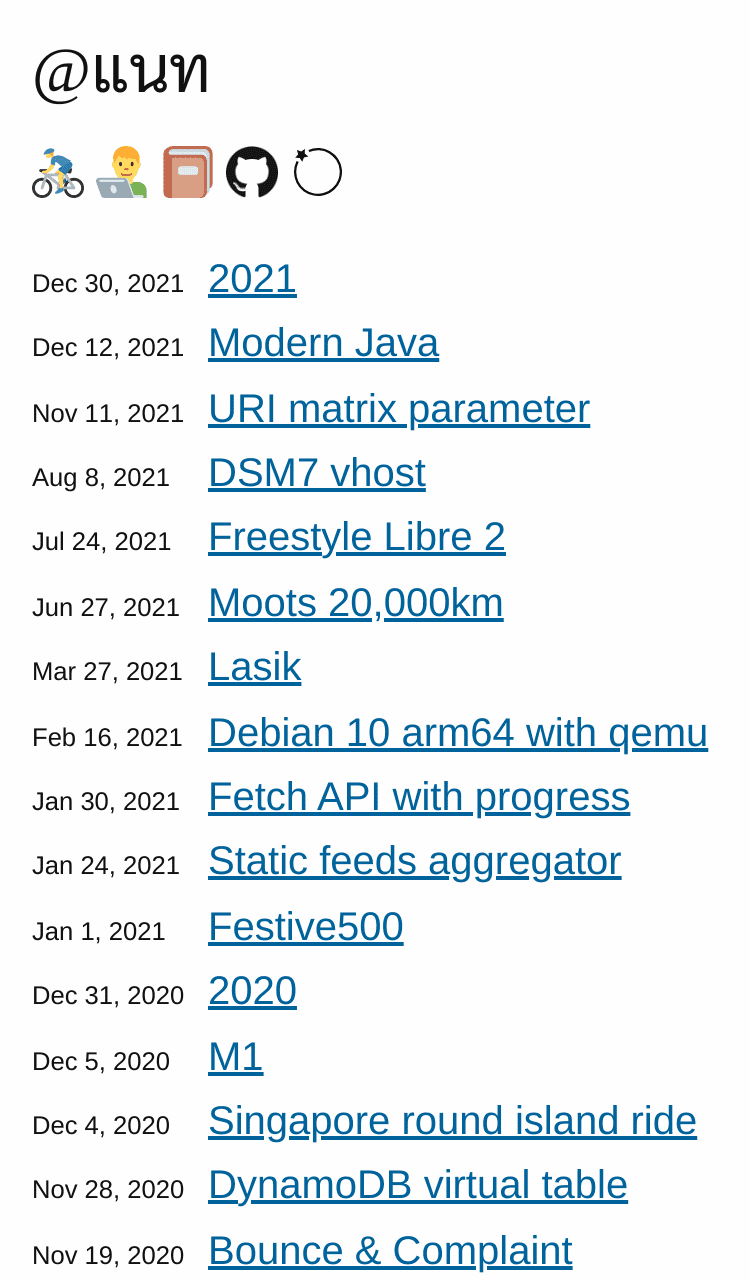 @แนท
Dec 30, 2021 2021
Dec 12, 2021 Modern Java
Nov 11, 2021 URI matrix parameter
Aug 8, 2021 DSM7 vhost
Jul 24, 2021 Freestyle Libre 2
Jun 27, 2021 Moots 20,000km
Mar 27, 2021 Lasik
Feb 16, 2021 Debian 10 arm64 with qemu
Jan 30, 2021 Fetch API with progress
Jan 24, 2021 Static feeds aggregator
Jan 1, 2021 Festive500
Dec 31, 2020 2020
Dec 5, 2020 M1
Dec 4, 2020 Singapore round island ride
Nov 28, 2020 DynamoDB virtual table
Nov 19, 2020 Bounce & Complaint